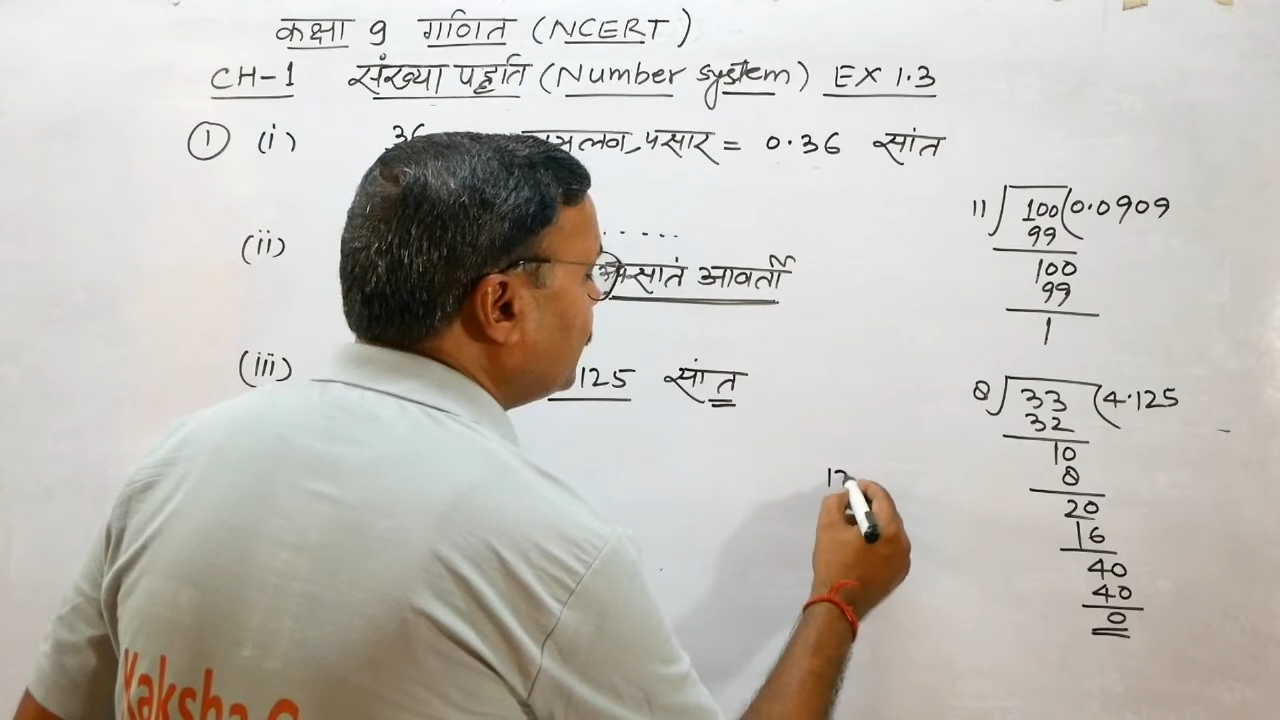 कक्षा 9 गणित (NCERT)
CH-1 संख्या पद्धति (Number system) EX 1.3
① (i) 36 पसार = 0.36 सांत
(ii) .....
असातं आवर्ती
(iii) 125 सांत
11 100 0.0909
99
100
99
1
8 33 4.125
32
10
8
20
16
40
40
0
Kaksha